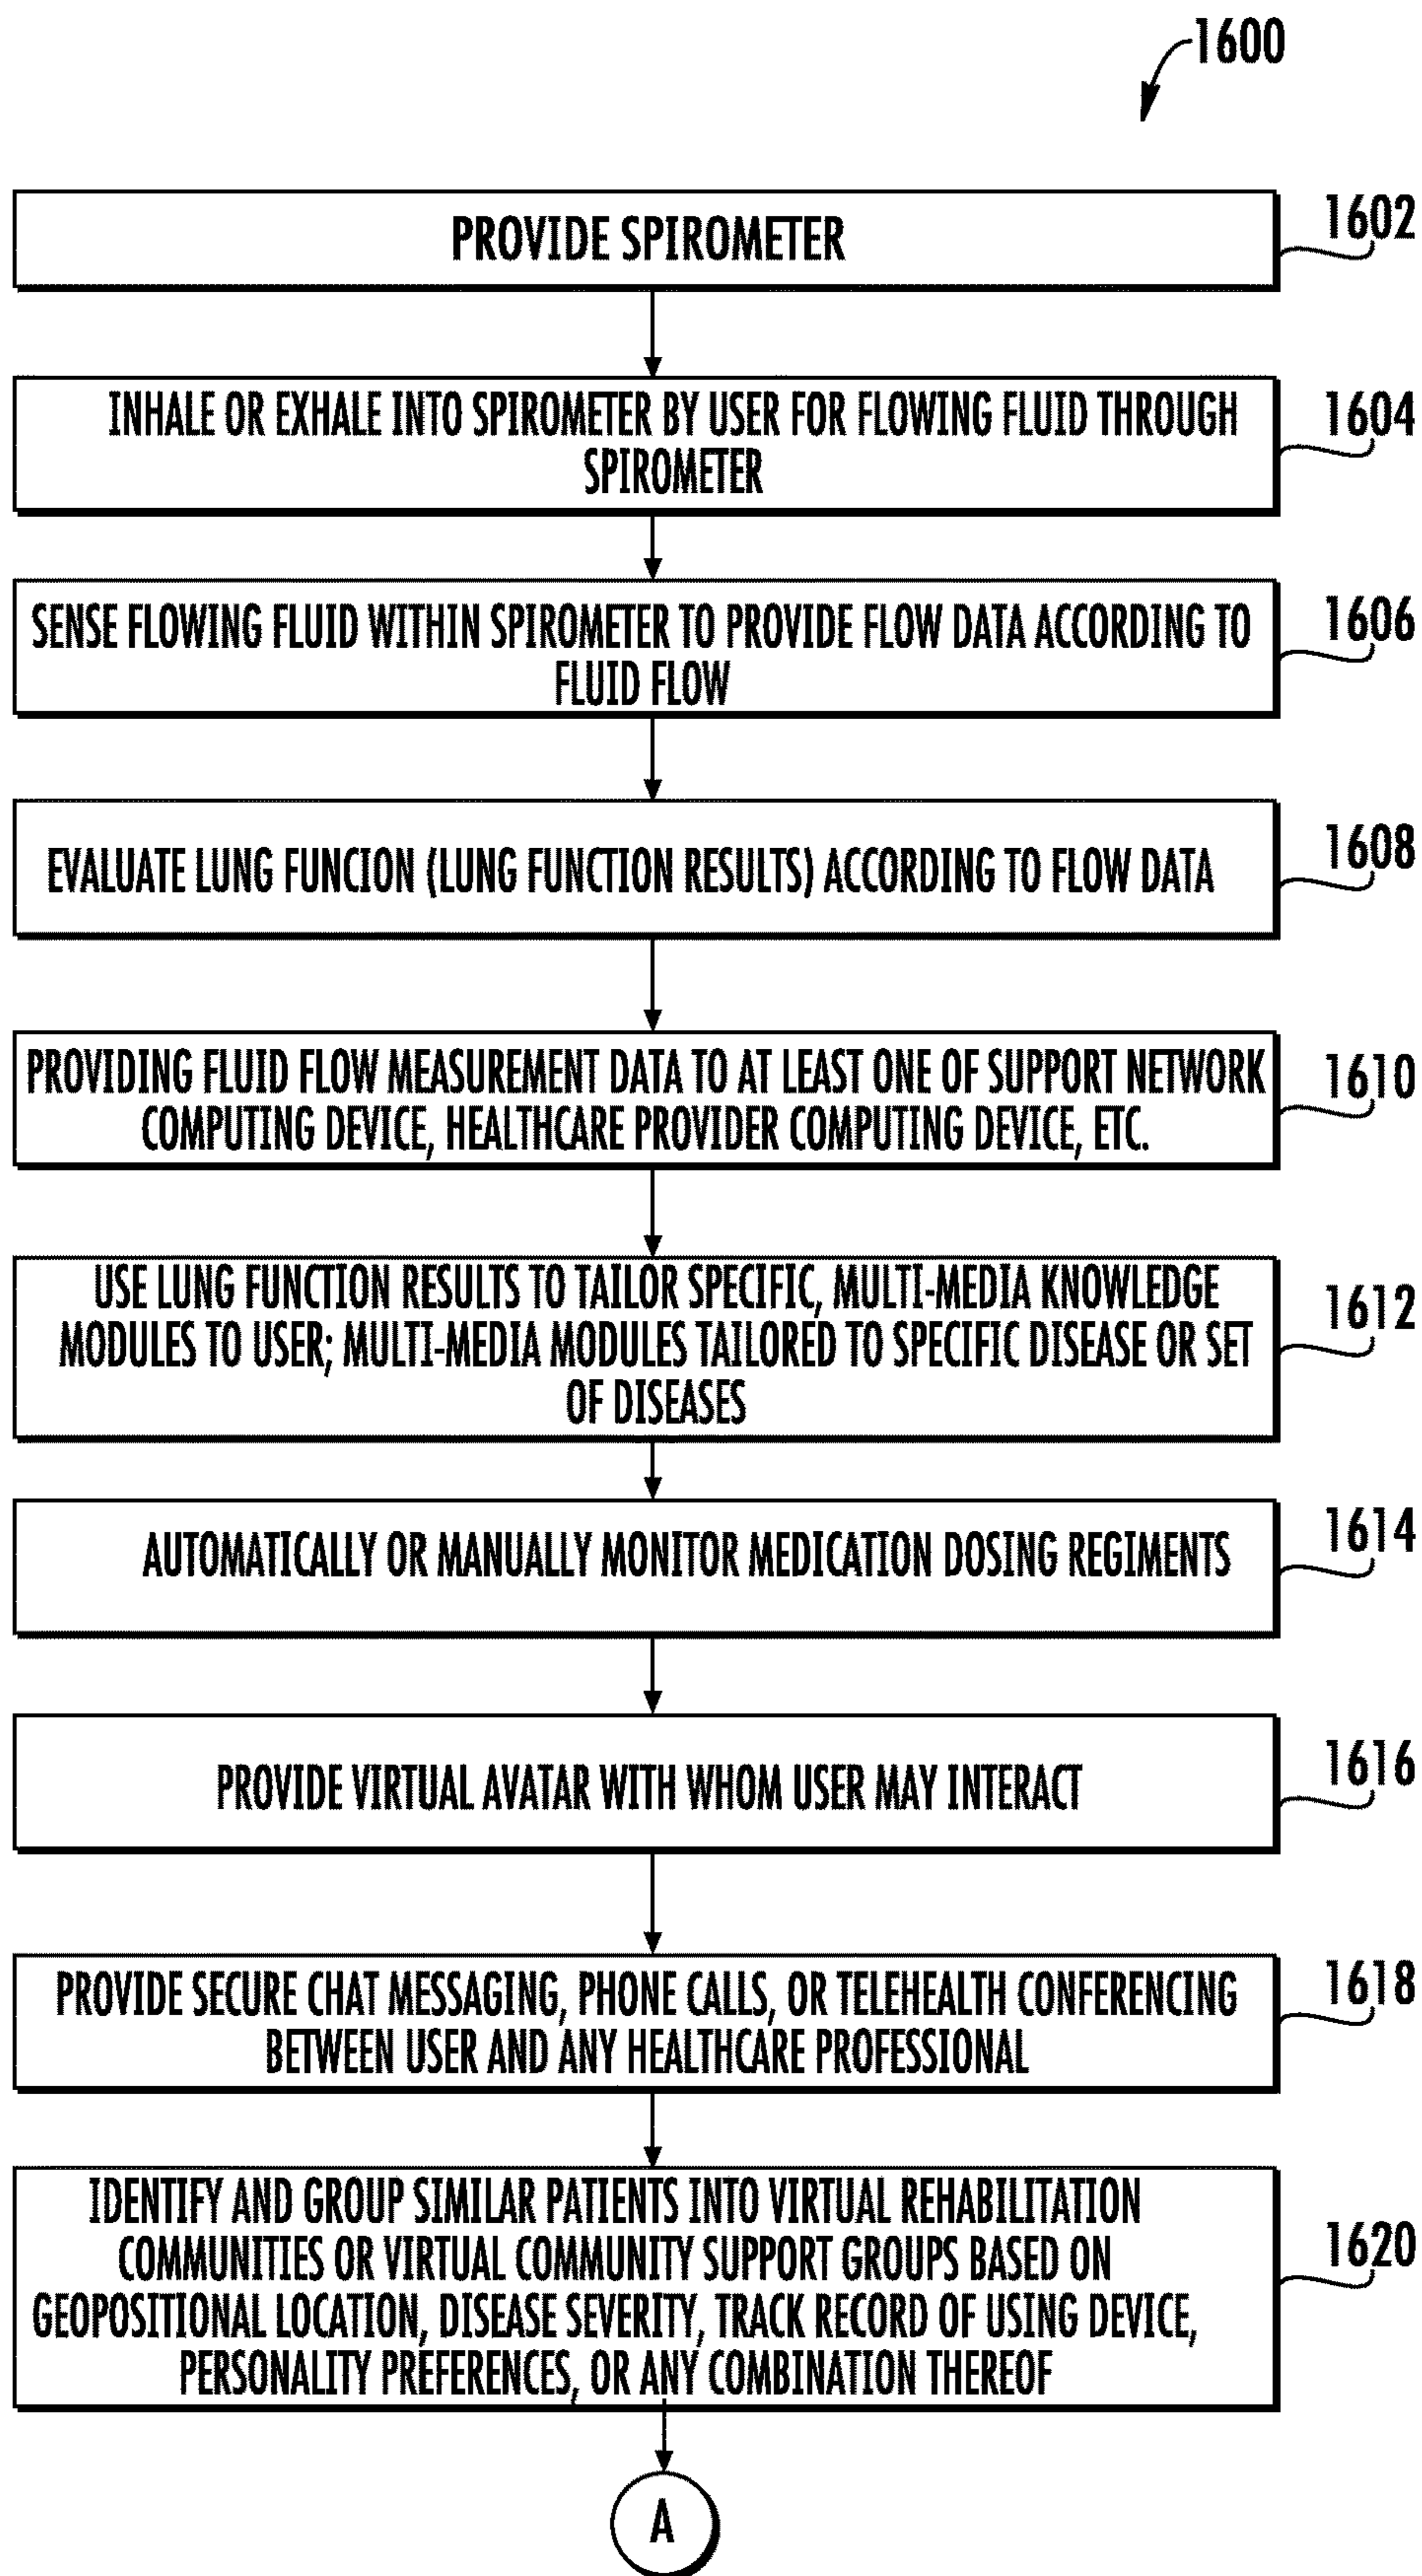 1600
PROVIDE SPIROMETER
1602
INHALE OR EXHALE INTO SPIROMETER BY USER FOR FLOWING FLUID THROUGH
SPIROMETER
1604
SENSE FLOWING FLUID WITHIN SPIROMETER TO PROVIDE FLOW DATA ACCORDING TO
FLUID FLOW
1606
EVALUATE LUNG FUNCION (LUNG FUNCTION RESULTS) ACCORDING TO FLOW DATA
1608
PROVIDING FLUID FLOW MEASUREMENT DATA TO AT LEAST ONE OF SUPPORT NETWORK
COMPUTING DEVICE, HEALTHCARE PROVIDER COMPUTING DEVICE, ETC.
1610
USE LUNG FUNCTION RESULTS TO TAILOR SPECIFIC, MULTI-MEDIA KNOWLEDGE
MODULES TO USER; MULTI-MEDIA MODULES TAILORED TO SPECIFIC DISEASE OR SET
OF DISEASES
1612
AUTOMATICALLY OR MANUALLY MONITOR MEDICATION DOSING REGIMENTS
1614
PROVIDE VIRTUAL AVATAR WITH WHOM USER MAY INTERACT
1616
PROVIDE SECURE CHAT MESSAGING, PHONE CALLS, OR TELEHEALTH CONFERENCING
BETWEEN USER AND ANY HEALTHCARE PROFESSIONAL
1618
IDENTIFY AND GROUP SIMILAR PATIENTS INTO VIRTUAL REHABILITATION
COMMUNITIES OR VIRTUAL COMMUNITY SUPPORT GROUPS BASED ON
GEOPOSITIONAL LOCATION, DISEASE SEVERITY, TRACK RECORD OF USING DEVICE,
PERSONALITY PREFERENCES, OR ANY COMBINATION THEREOF
1620
A